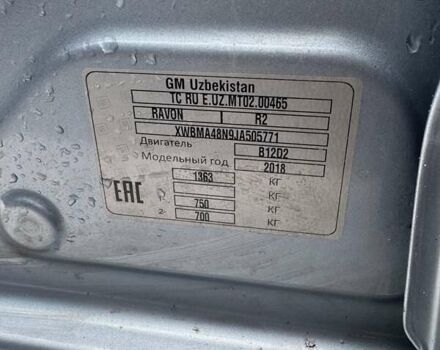 GM Uzbekistan
TC RU E.UZ.MT02.00465
RAVON R2
XWBMA48N9JA505771
Двигатель B12D2
Модельный год 2018
1363 КГ
КГ
1- 750 КГ
2- 700 КГ
EAC